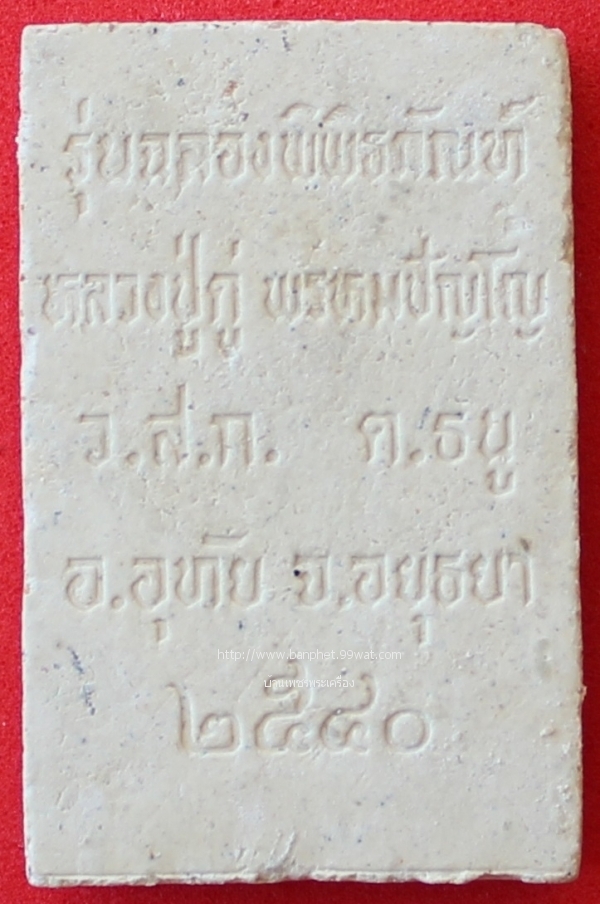 รุ่นฉลองพิพิธภัณฑ์
หลวงปู่ดู่ พรหมปัญโญ
ว.ส.ก. ต.ธนู
อ.อุทัย จ.อยุธยา
http://www.banphet.99wat.com
บ้านเพชรพระเครื่อง
๒๕๔๐